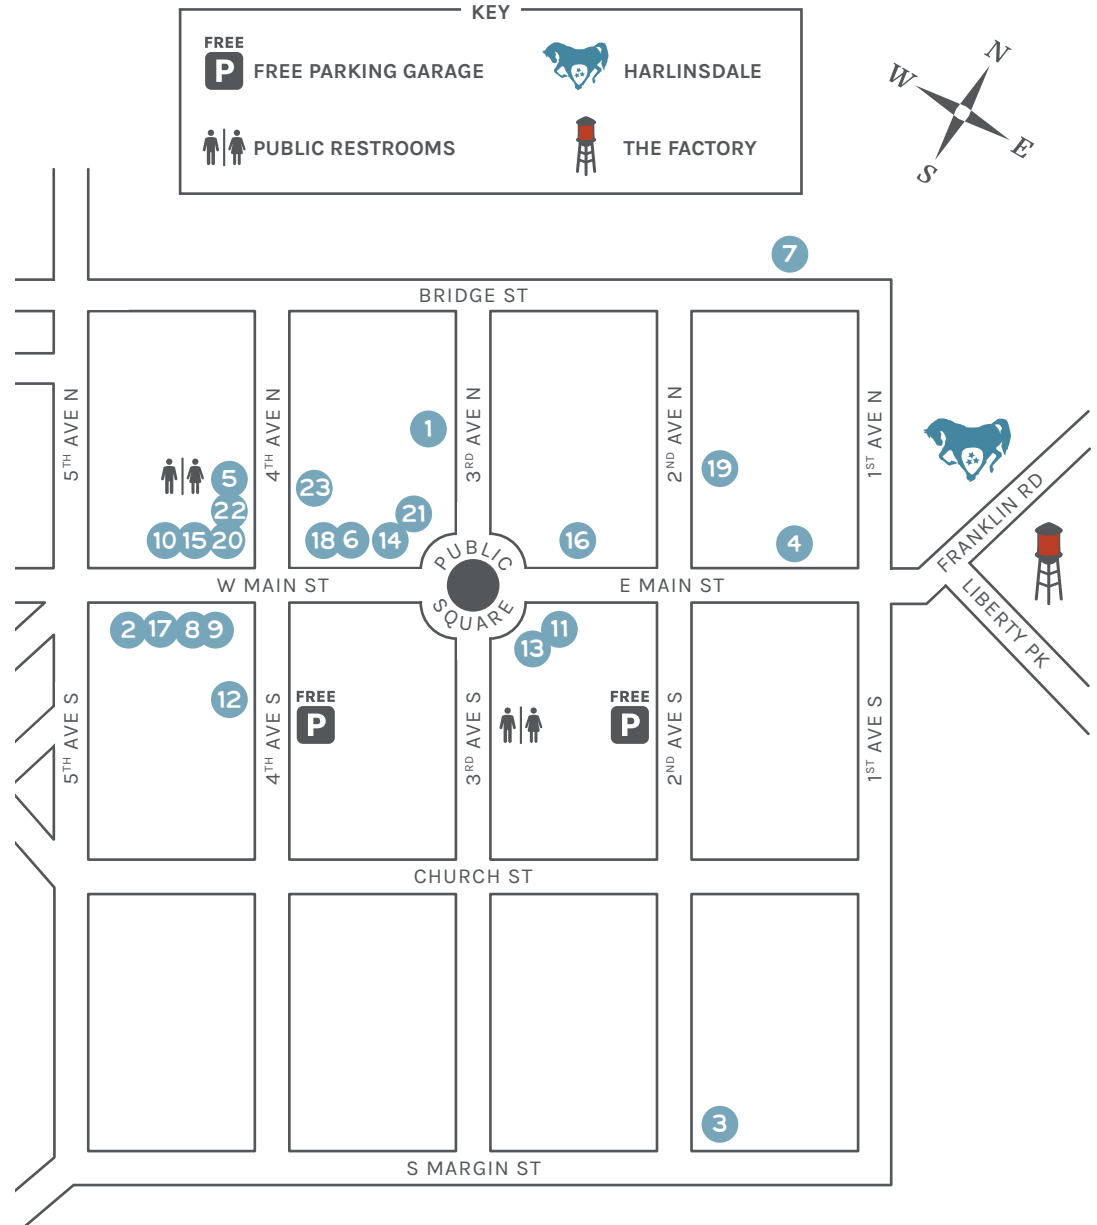 KEY
FREE
P FREE PARKING GARAGE
HARLINSDALE
PUBLIC RESTROOMS
THE FACTORY
N
W
E
S
7
BRIDGE ST
5TH AVE N
4TH AVE N
3RD AVE N
2ND AVE N
1ST AVE N
1
5
23
19
22
21
10 15 20
18 6 14
16
4
FRANKLIN RD
PUBLIC
SQUARE
W MAIN ST
E MAIN ST
LIBERTY PK
2 17 8 9
11
13
12
FREE
P
FREE
P
5TH AVE S
4TH AVE S
3RD AVE S
2ND AVE S
1ST AVE S
CHURCH ST
3
S MARGIN ST